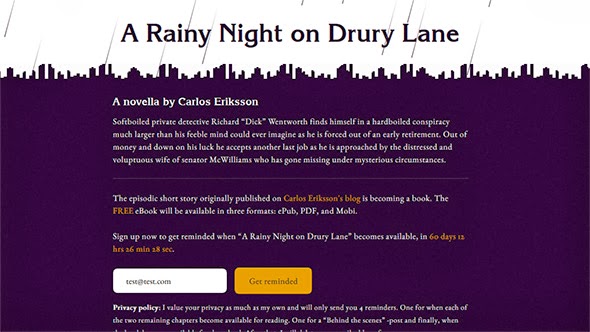 A Rainy Night on Drury Lane
A novella by Carlos Eriksson
Softboiled private detective Richard “Dick” Wentworth finds himself in a hardboiled conspiracy
much larger than his feeble mind could ever imagine as he is forced out of an early retirement. Out of
money and down on his luck he accepts another last job as he is approached by the distressed and
voluptuous wife of senator McWilliams who has gone missing under mysterious circumstances.
The episodic short story originally published on Carlos Eriksson's blog is becoming a book. The
FREE eBook will be available in three formats: ePub, PDF, and Mobi.
Sign up now to get reminded when “A Rainy Night on Drury Lane” becomes available, in 60 days 12
hrs 26 min 28 sec.
test@test.com
Get reminded
Privacy policy: I value your privacy as much as my own and will only send you 4 reminders. One for when each of
the two remaining chapters become available for reading. One for a “Behind the scenes” -post and finally, when